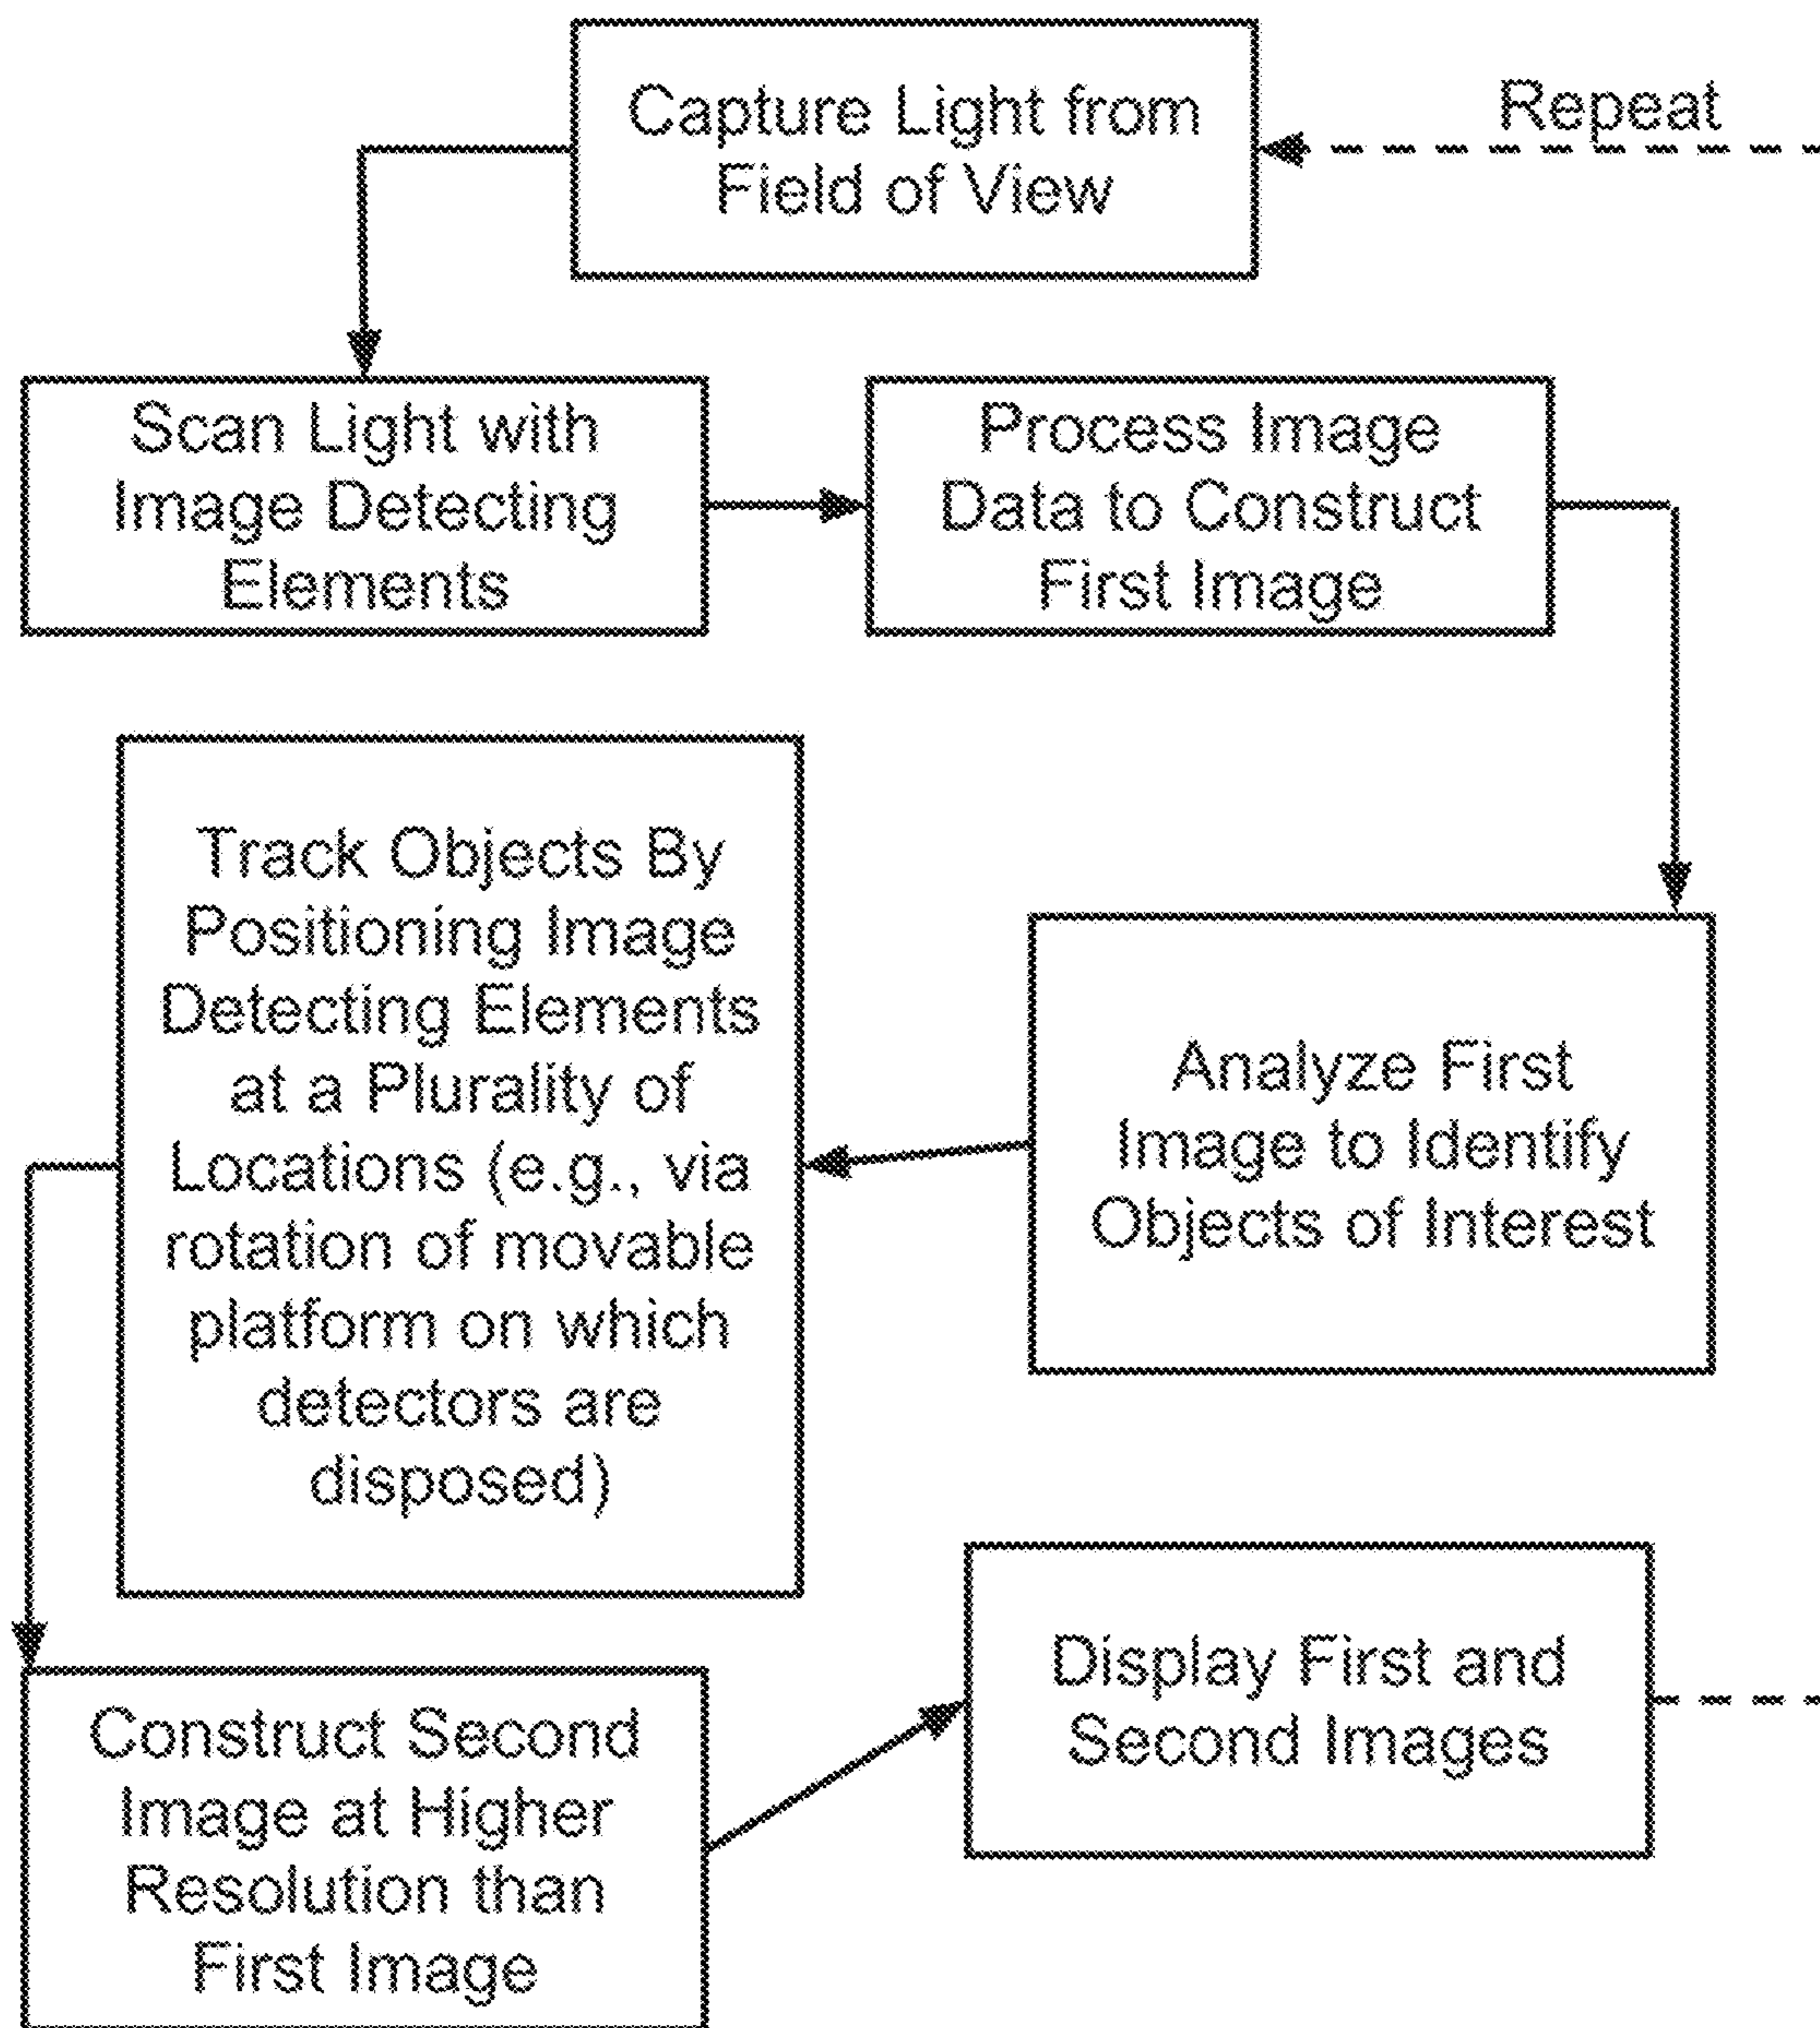 Capture Light from
Field of View
Repeat
Scan Light with
Image Detecting
Elements
Process Image
Data to Construct
First Image
Track Objects By
Positioning Image
Detecting Elements
at a Plurality of
Locations (e.g., via
rotation of movable
platform on which
detectors are
disposed)
Analyze First
Image to Identify
Objects of Interest
Construct Second
Image at Higher
Resolution than
First Image
Display First and
Second Images